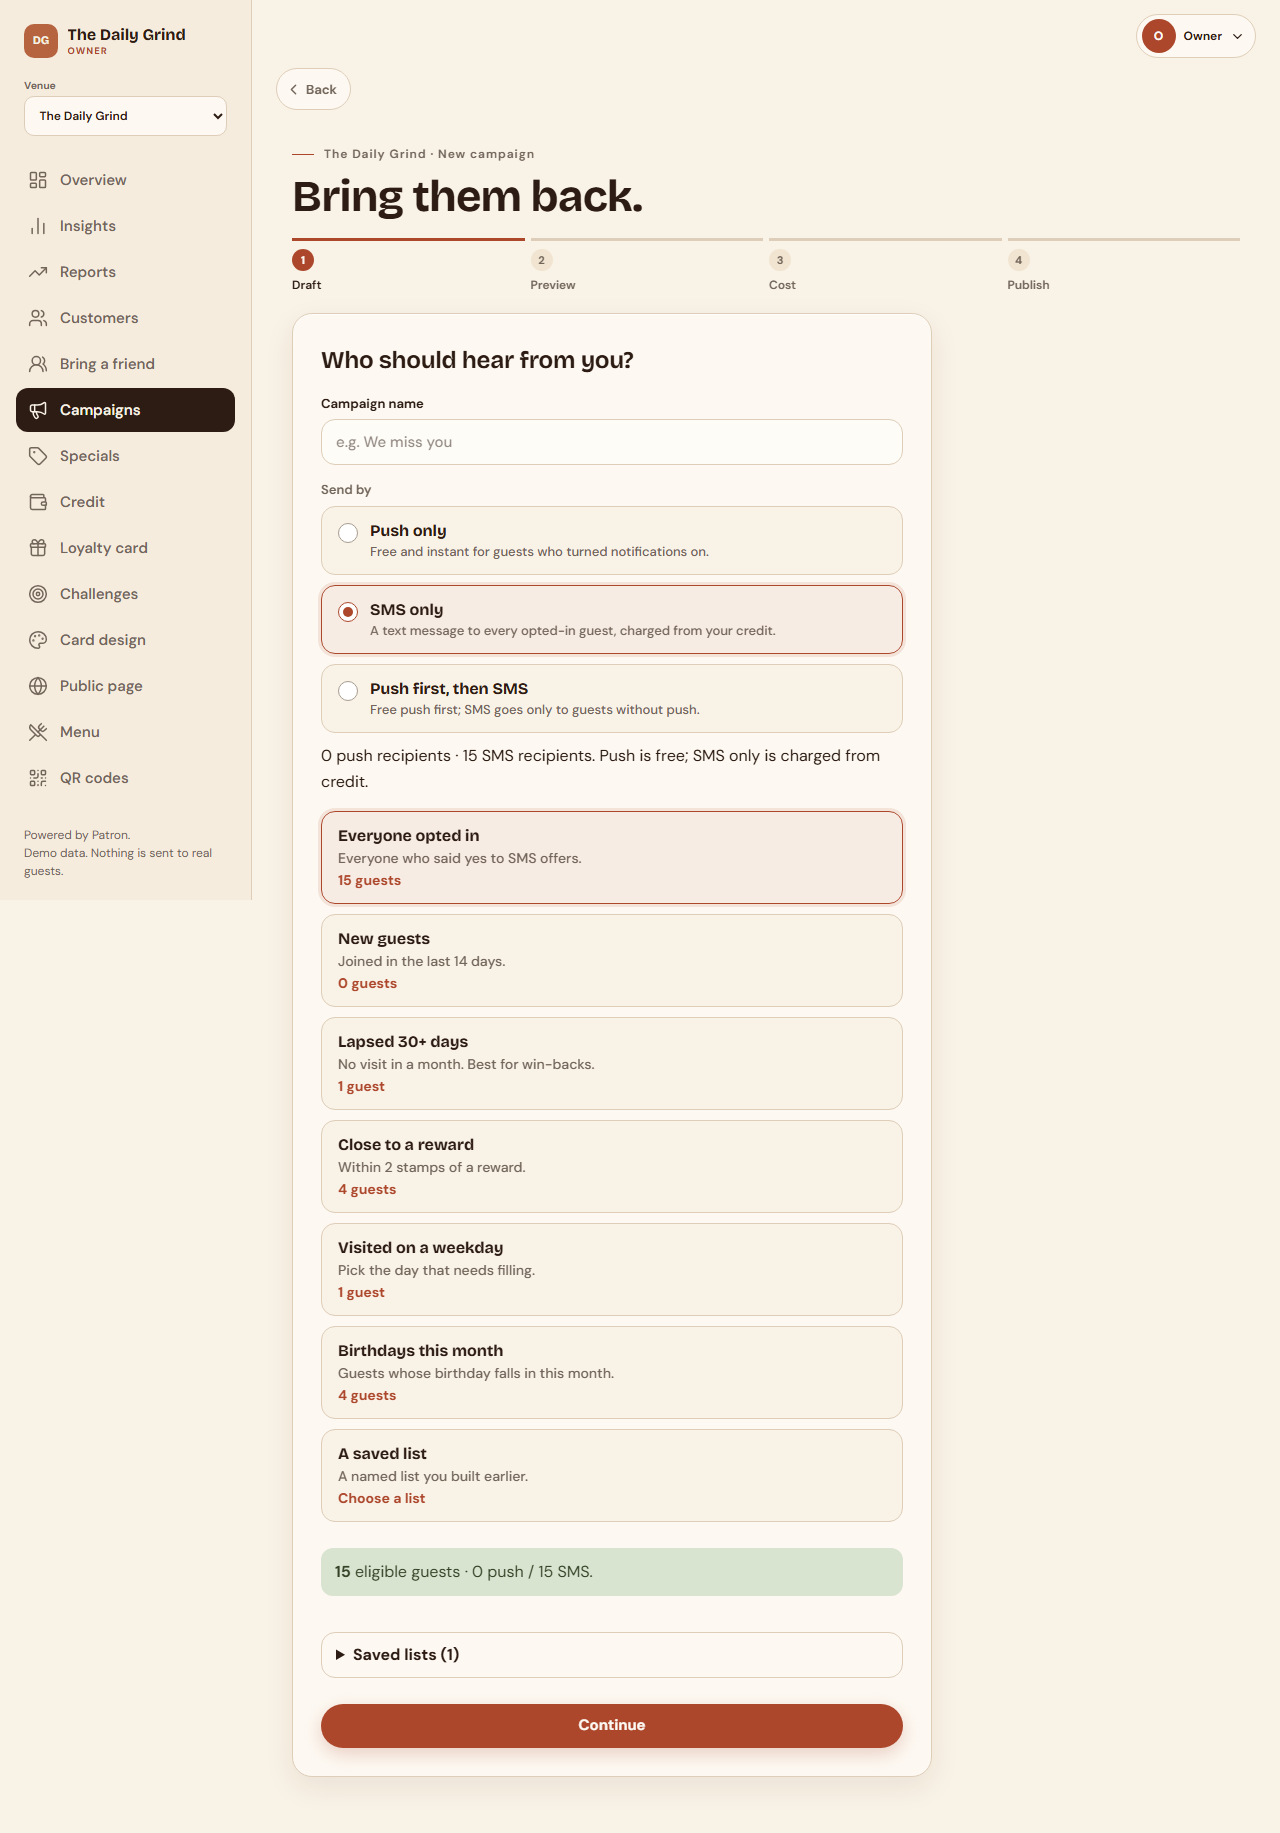 DG
The Daily Grind
OWNER
Venue
The Daily Grind
Overview
Insights
Reports
Customers
Bring a friend
Campaigns
Specials
Credit
Loyalty card
Challenges
Card design
Public page
Menu
QR codes
Powered by Patron.
Demo data. Nothing is sent to real
guests.
O
Owner
Back
The Daily Grind · New campaign
Bring them back.
1
Draft
2
Preview
3
Cost
4
Publish
Who should hear from you?
Campaign name
e.g. We miss you
Send by
Push only
Free and instant for guests who turned notifications on.
SMS only
A text message to every opted-in guest, charged from your credit.
Push first, then SMS
Free push first; SMS goes only to guests without push.
0 push recipients · 15 SMS recipients. Push is free; SMS only is charged from
credit.
Everyone opted in
Everyone who said yes to SMS offers.
15 guests
New guests
Joined in the last 14 days.
0 guests
Lapsed 30+ days
No visit in a month. Best for win-backs.
1 guest
Close to a reward
Within 2 stamps of a reward.
4 guests
Visited on a weekday
Pick the day that needs filling.
1 guest
Birthdays this month
Guests whose birthday falls in this month.
4 guests
A saved list
A named list you built earlier.
Choose a list
15 eligible guests · 0 push / 15 SMS.
Saved lists (1)
Continue